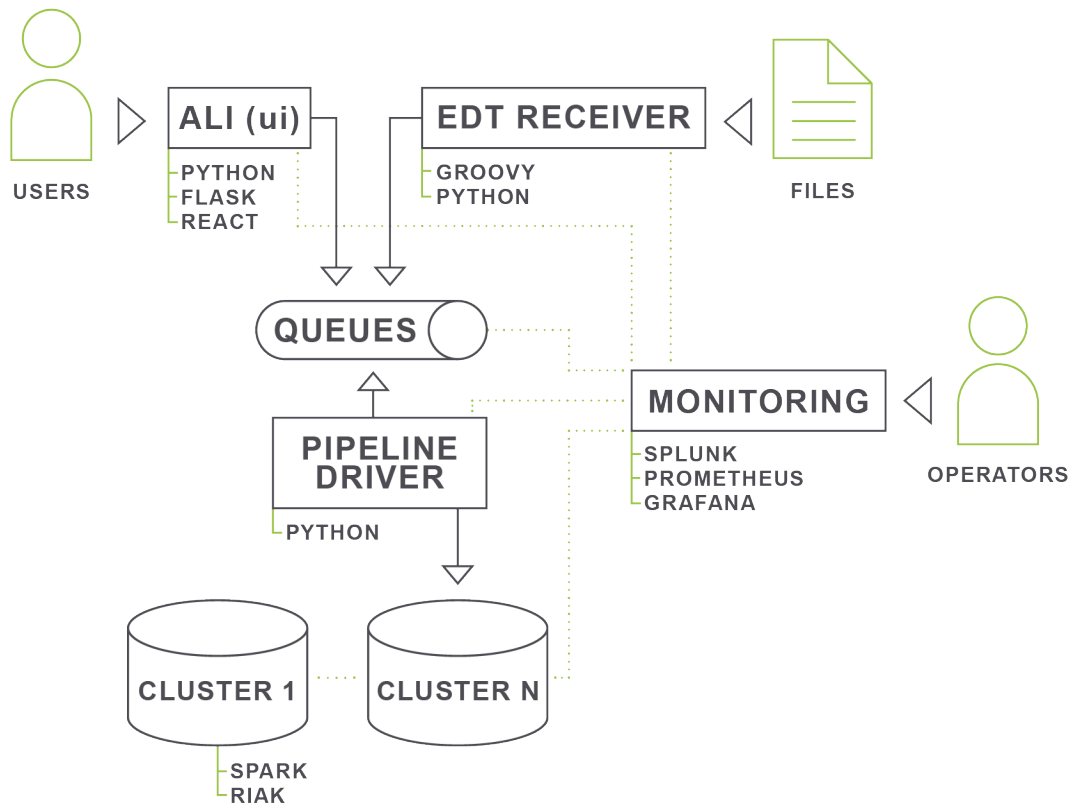 ALI (ui)
EDT RECEIVER
PYTHON
FLASK
REACT
GROOVY
PYTHON
USERS
FILES
QUEUES
MONITORING
PIPELINE
DRIVER
SPLUNK
PROMETHEUS
GRAFANA
OPERATORS
PYTHON
CLUSTER 1
CLUSTER N
SPARK
RIAK